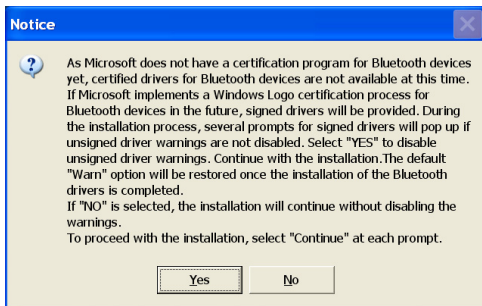 Notice
As Microsoft does not have a certification program for Bluetooth devices
yet, certified drivers for Bluetooth devices are not available at this time.
If Microsoft implements a Windows Logo certification process for
Bluetooth devices in the future, signed drivers will be provided. During
the installation process, several prompts for signed drivers will pop up if
unsigned driver warnings are not disabled. Select "YES" to disable
unsigned driver warnings. Continue with the installation.The default
"Warn" option will be restored once the installation of the Bluetooth
drivers is completed.
If "NO" is selected, the installation will continue without disabling the
warnings.
To proceed with the installation, select "Continue" at each prompt.
Yes No